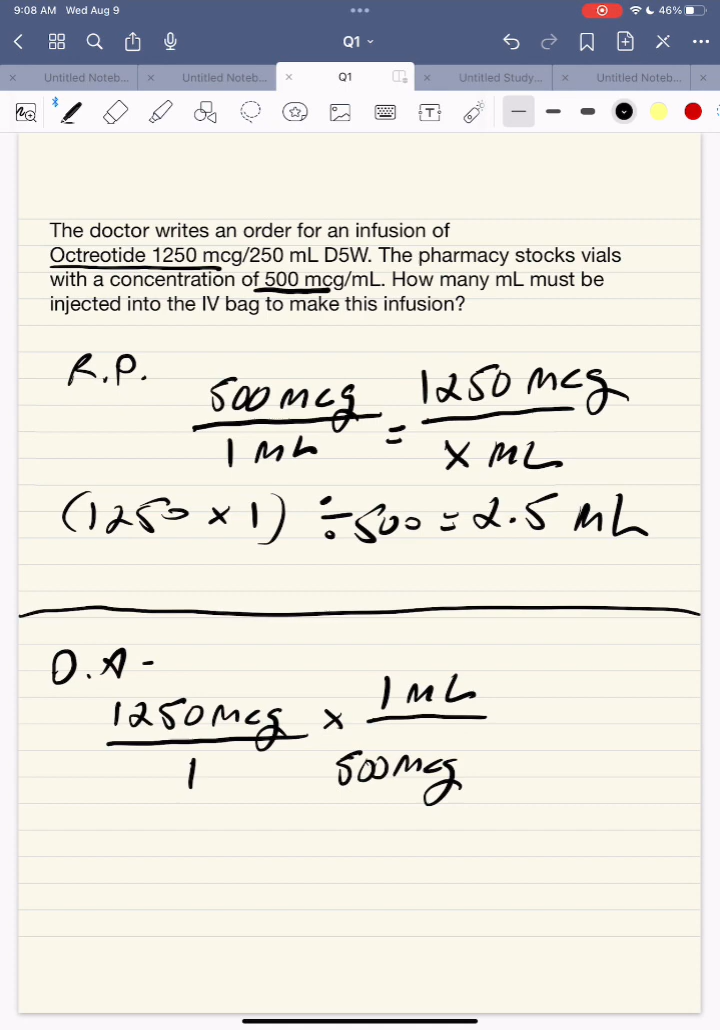 9:08 AM Wed Aug 9 46%
Q1
Untitled Noteb... Untitled Noteb... Q1 Untitled Study... Untitled Noteb...
The doctor writes an order for an infusion of
Octreotide 1250 mcg/250 mL D5W. The pharmacy stocks vials
with a concentration of 500 mcg/mL. How many mL must be
injected into the IV bag to make this infusion?
R.P.
500 mcg / 1 mL = 1250 mcg / x mL
(1250 x 1) ÷ 500 = 2.5 mL
D.A-
1250 mcg / 1 x 1 mL / 500 mcg